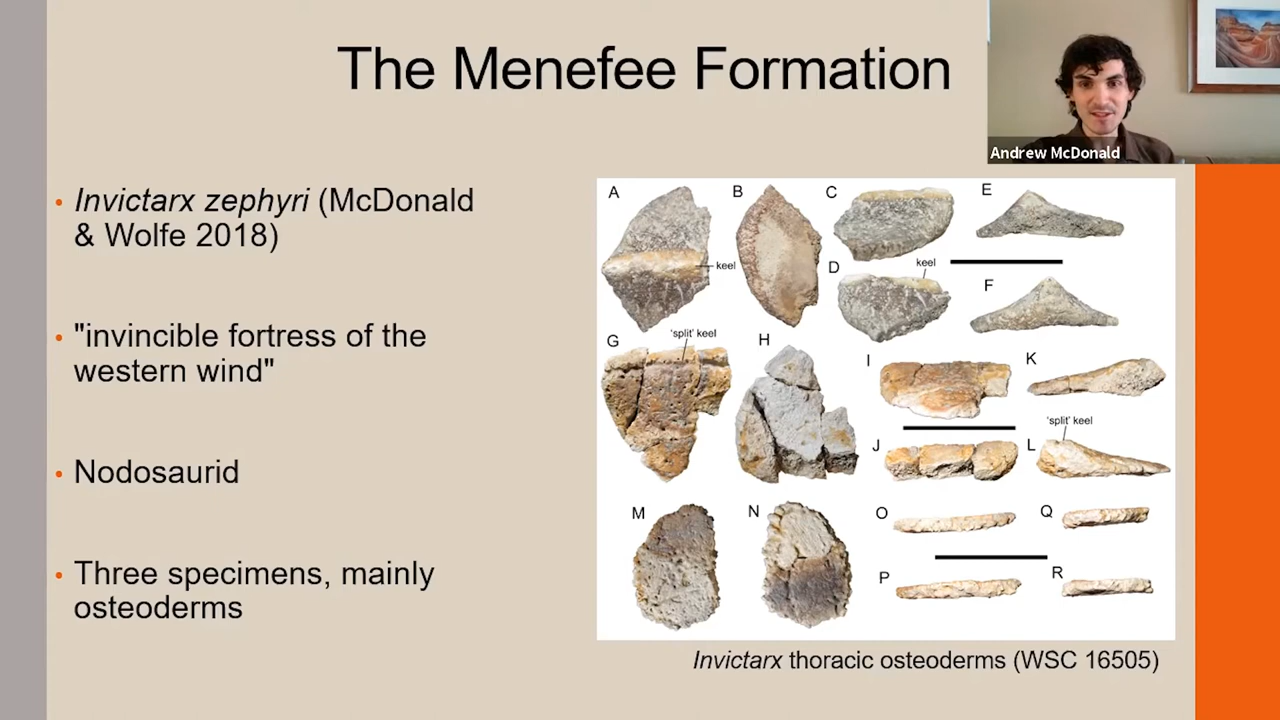 The Menefee Formation
Andrew McDonald
• Invictarx zephyri (McDonald
& Wolfe 2018)
• "invincible fortress of the
western wind"
• Nodosaurid
• Three specimens, mainly
osteoderms
A
B
C
E
keel
D
keel
F
G
'split' keel
H
I
K
J
'split' keel
L
M
N
O
Q
P
R
Invictarx thoracic osteoderms (WSC 16505)